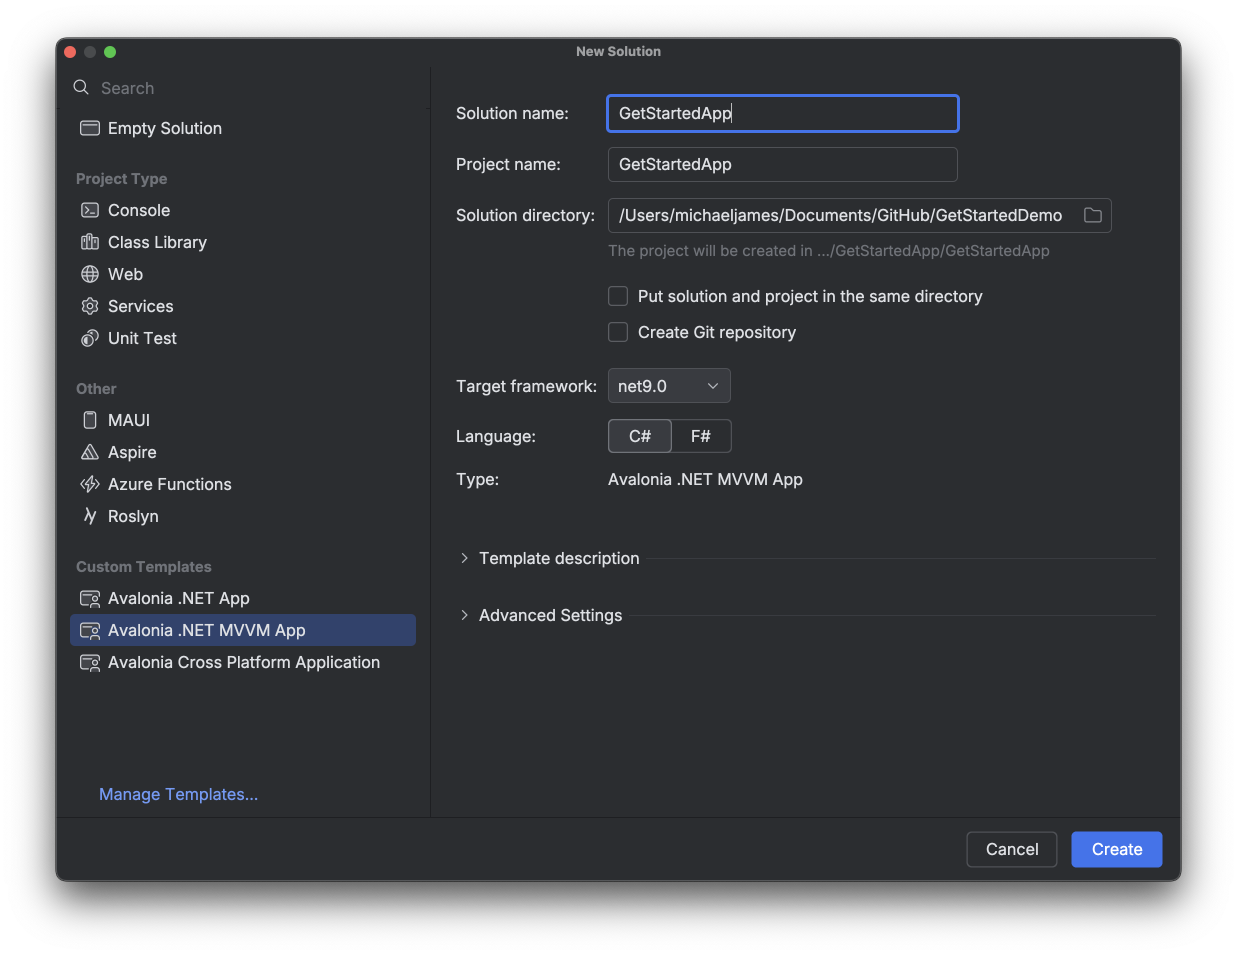 New Solution
Search
Empty Solution
Project Type
Console
Class Library
Web
Services
Unit Test
Other
MAUI
Aspire
Azure Functions
Roslyn
Custom Templates
Avalonia .NET App
Avalonia .NET MVVM App
Avalonia Cross Platform Application
Manage Templates...
Solution name: GetStartedApp
Project name: GetStartedApp
Solution directory: /Users/michaeljames/Documents/GitHub/GetStartedDemo
The project will be created in .../GetStartedApp/GetStartedApp
Put solution and project in the same directory
Create Git repository
Target framework: net9.0
Language: C# F#
Type: Avalonia .NET MVVM App
Template description
Advanced Settings
Cancel Create